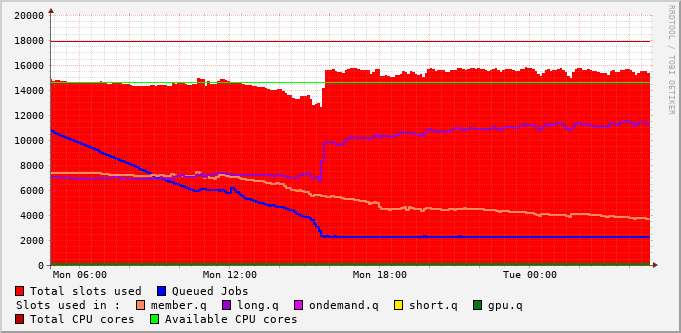 20000
18000
16000
14000
12000
10000
8000
6000
4000
2000
0
Mon 06:00 Mon 12:00 Mon 18:00 Tue 00:00
Total slots used Queued Jobs
Slots used in : member.q long.q ondemand.q short.q gpu.q
Total CPU cores Available CPU cores
RRDTOOL / TOBI OETIKER